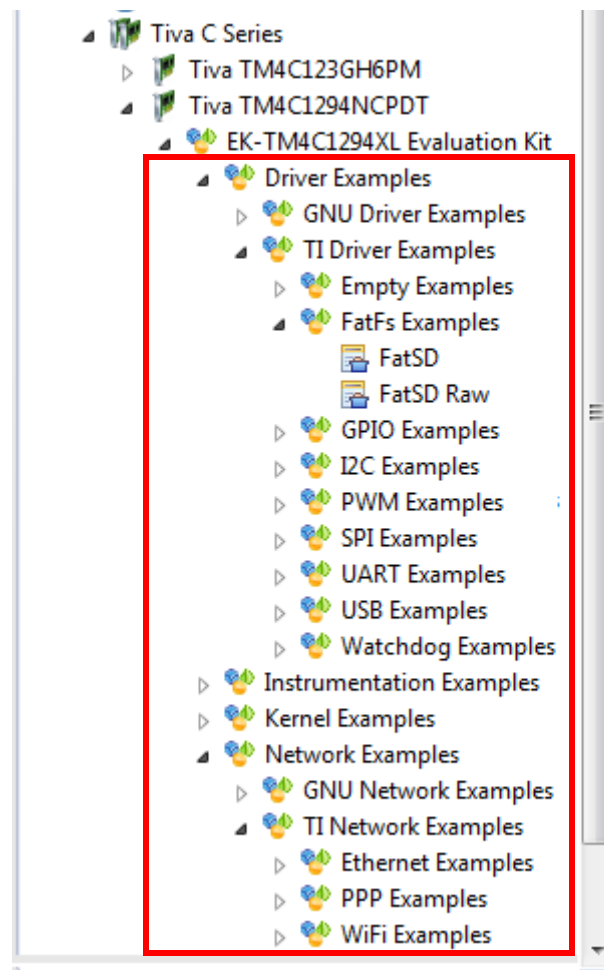 Tiva C Series
Tiva TM4C123GH6PM
Tiva TM4C1294NCPDT
EK-TM4C1294XL Evaluation Kit
Driver Examples
GNU Driver Examples
TI Driver Examples
Empty Examples
FatFs Examples
FatSD
FatSD Raw
GPIO Examples
I2C Examples
PWM Examples
SPI Examples
UART Examples
USB Examples
Watchdog Examples
Instrumentation Examples
Kernel Examples
Network Examples
GNU Network Examples
TI Network Examples
Ethernet Examples
PPP Examples
WiFi Examples